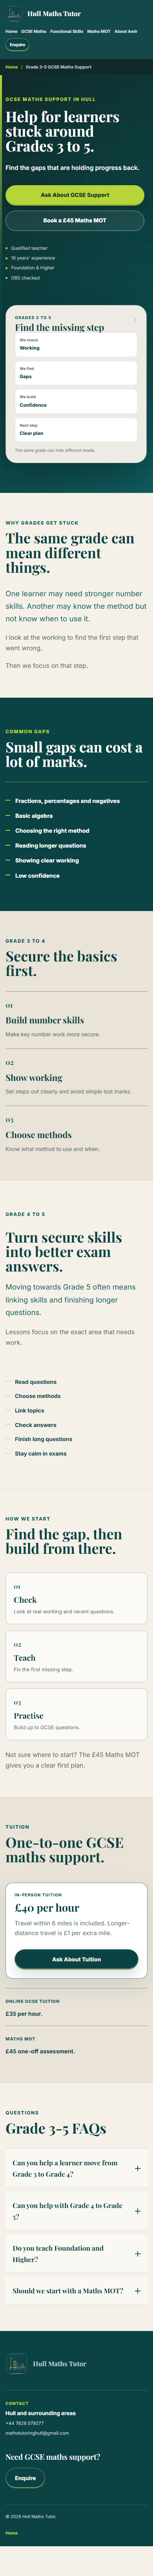 Hull Maths Tutor
Home GCSE Maths Functional Skills Maths MOT About Amir
Enquire
Home / Grade 3-5 GCSE Maths Support
GCSE MATHS SUPPORT IN HULL
Help for learners
stuck around
Grades 3 to 5.
Find the gaps that are holding progress back.
Ask About GCSE Support
Book a £45 Maths MOT
Qualified teacher
18 years' experience
Foundation & Higher
DBS checked
GRADES 3 TO 5
Find the missing step
We check
Working
We find
Gaps
We build
Confidence
Next step
Clear plan
The same grade can hide different needs.
WHY GRADES GET STUCK
The same grade can
mean different
things.
One learner may need stronger number
skills. Another may know the method but
not know when to use it.
I look at the working to find the first step that
went wrong.
Then we focus on that step.
COMMON GAPS
Small gaps can cost a
lot of marks.
Fractions, percentages and negatives
Basic algebra
Choosing the right method
Reading longer questions
Showing clear working
Low confidence
GRADE 3 TO 4
Secure the basics
first.
01
Build number skills
Make key number work more secure.
02
Show working
Set steps out clearly and avoid simple lost marks.
03
Choose methods
Know what method to use and when.
GRADE 4 TO 5
Turn secure skills
into better exam
answers.
Moving towards Grade 5 often means
linking skills and finishing longer
questions.
Lessons focus on the exact area that needs
work.
Read questions
Choose methods
Link topics
Check answers
Finish long questions
Stay calm in exams
HOW WE START
Find the gap, then
build from there.
01
Check
Look at real working and recent questions.
02
Teach
Fix the first missing step.
03
Practise
Build up to GCSE questions.
Not sure where to start? The £45 Maths MOT
gives you a clear first plan.
TUITION
One-to-one GCSE
maths support.
IN-PERSON TUITION
£40 per hour
Travel within 6 miles is included. Longer-
distance travel is £1 per extra mile.
Ask About Tuition
ONLINE GCSE TUITION
£35 per hour.
MATHS MOT
£45 one-off assessment.
QUESTIONS
Grade 3-5 FAQs
Can you help a learner move from
Grade 3 to Grade 4?
Can you help with Grade 4 to Grade
5?
Do you teach Foundation and
Higher?
Should we start with a Maths MOT?
Hull Maths Tutor
CONTACT
Hull and surrounding areas
+44 7828 579277
mathstutoringhull@gmail.com
Need GCSE maths support?
Enquire
© 2026 Hull Maths Tutor.
Home